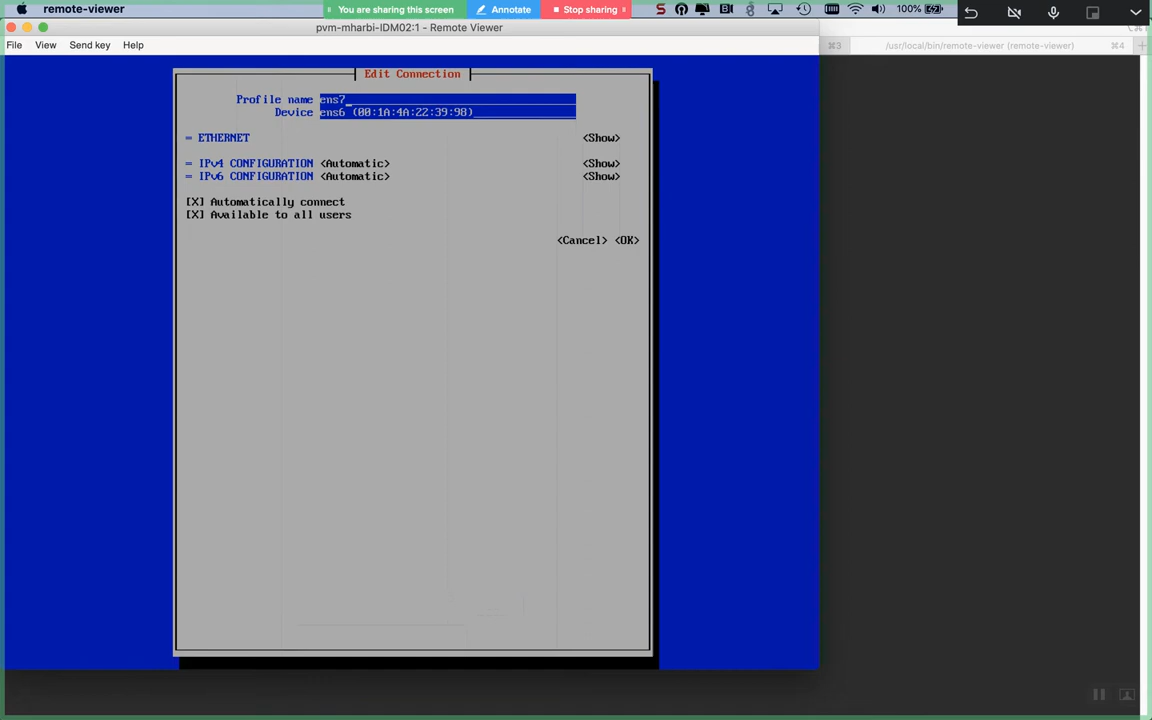 remote-viewer
You are sharing this screen
Annotate
Stop sharing
100%
pvm-mharbi-IDM02:1 - Remote Viewer
File View Send key Help
⌘3 /usr/local/bin/remote-viewer (remote-viewer) ⌘4
Edit Connection
Profile name ens7
Device ens6 (00:1A:4A:22:39:98)
= ETHERNET <Show>
= IPv4 CONFIGURATION <Automatic> <Show>
= IPv6 CONFIGURATION <Automatic> <Show>
[X] Automatically connect
[X] Available to all users
<Cancel> <OK>